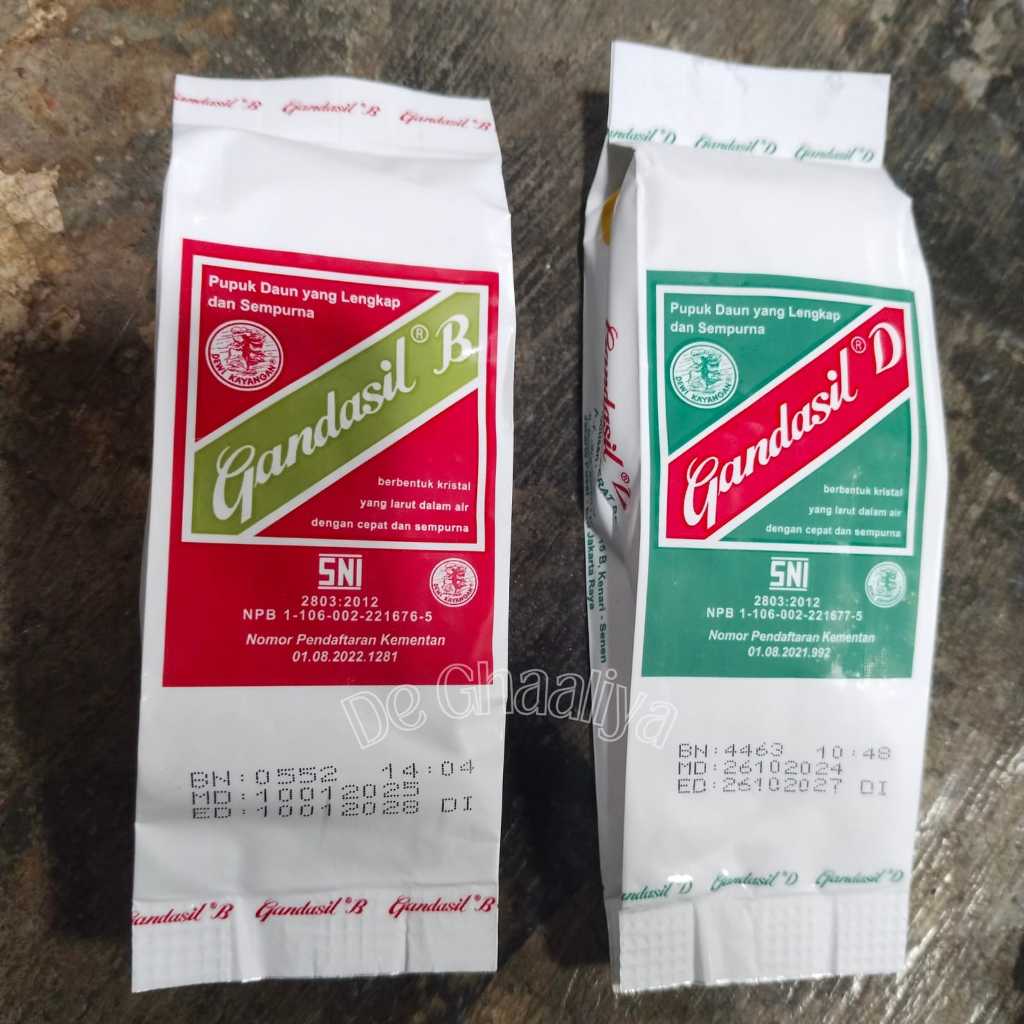 Gandasil® B Gandasil® B Gandasil® B
Pupuk Daun yang Lengkap
dan Sempurna
DEWI KAYANGAN
Gandasil® B
berbentuk kristal
yang larut dalam air
dengan cepat dan sempurna
SNI
2803:2012
NPB 1-106-002-221676-5
Nomor Pendaftaran Kementan
01.08.2022.1281
BN:0552 14:04
MD:10012025
ED:10012028 DI
Gandasil® B Gandasil® B Gandasil® B
Gandasil® D Gandasil® D Gandasil® D
Pupuk Daun yang Lengkap
dan Sempurna
DEWI KAYANGAN
Gandasil® D
berbentuk kristal
yang larut dalam air
dengan cepat dan sempurna
SNI
2803:2012
NPB 1-106-002-221677-5
Nomor Pendaftaran Kementan
01.08.2021.992
BN:4463 10:48
MD:26102024
ED:26102027 DI
Gandasil® D Gandasil® D Gandasil® D
Kenari - Senen
Jakarta Raya
De Ghaaliya